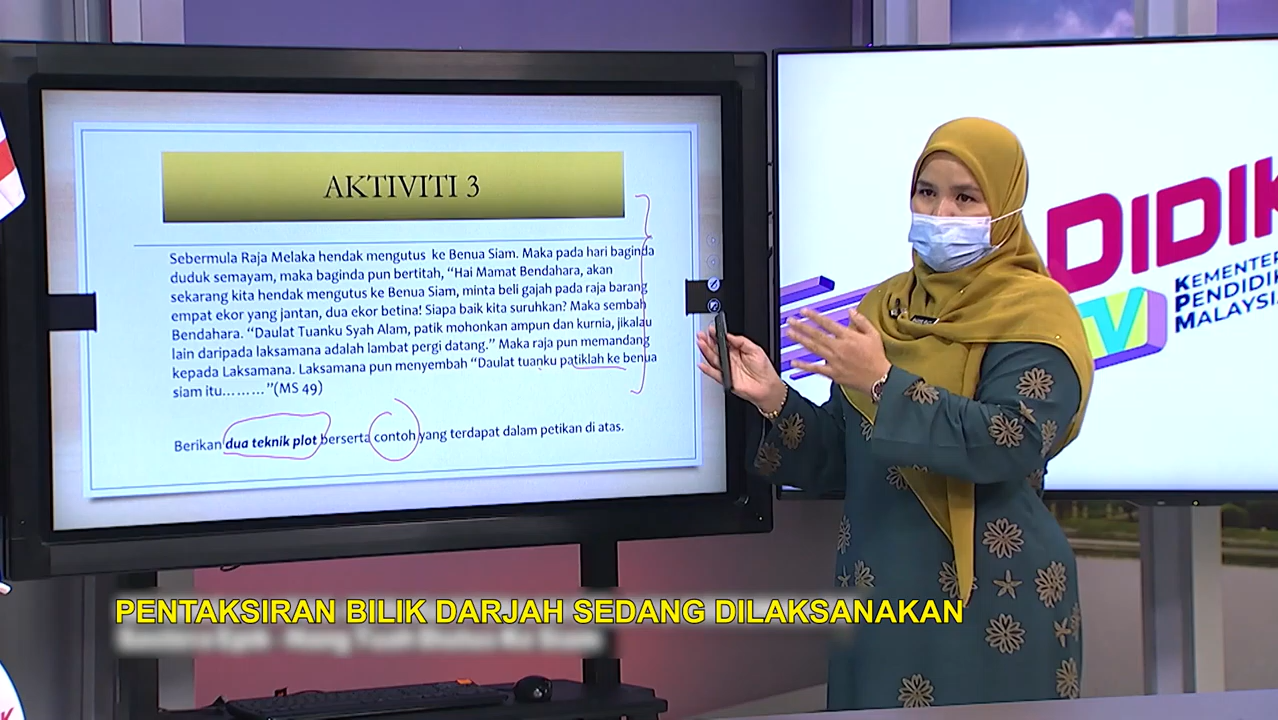 AKTIVITI 3
Sebermula Raja Melaka hendak mengutus ke Benua Siam. Maka pada hari baginda
duduk semayam, maka baginda pun bertitah, “Hai Mamat Bendahara, akan
sekarang kita hendak mengutus ke Benua Siam, minta beli gajah pada raja barang
empat ekor yang jantan, dua ekor betina! Siapa baik kita suruhkan? Maka sembah
Bendahara. “Daulat Tuanku Syah Alam, patik mohonkan ampun dan kurnia, jikalau
lain daripada laksamana adalah lambat pergi datang.” Maka raja pun memandang
kepada Laksamana. Laksamana pun menyembah “Daulat tuanku patiklah ke benua
siam itu………”(MS 49)
Berikan dua teknik plot berserta contoh yang terdapat dalam petikan di atas.
DIDIK
TV
KEMENTER
PENDIDIK
MALAYSIA
PENTAKSIRAN BILIK DARJAH SEDANG DILAKSANAKAN